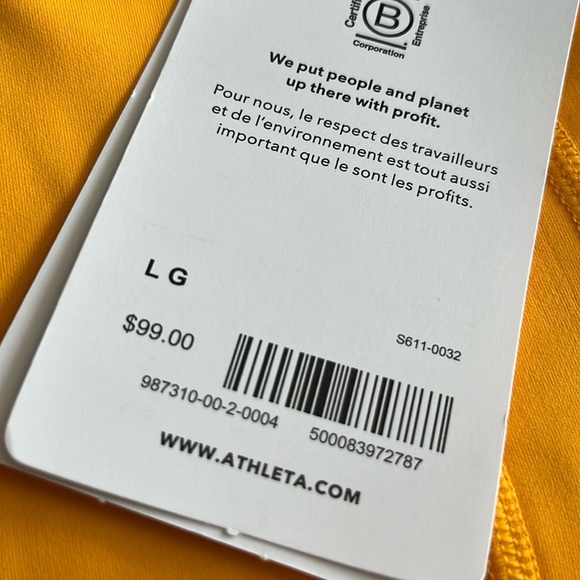 Certifi
B
Corporation
Entreprise
We put people and planet
up there with profit.
Pour nous, le respect des travailleurs
et de l'environnement est tout aussi
important que le sont les profits.
LG
$99.00
S611-0032
987310-00-2-0004
500083972787
WWW.ATHLETA.COM